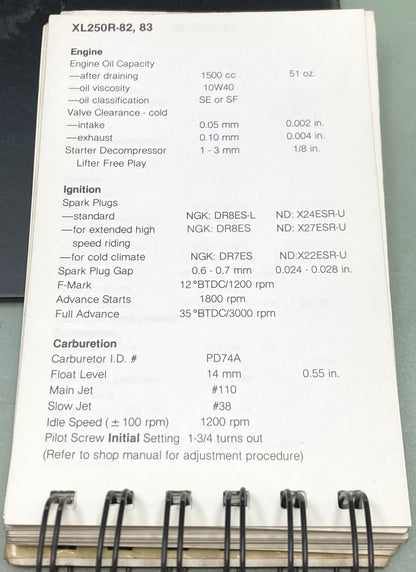 XL250R-82, 83
Engine
Engine Oil Capacity
—after draining 1500 cc 51 oz.
—oil viscosity 10W40
—oil classification SE or SF
Valve Clearance - cold
—intake 0.05 mm 0.002 in.
—exhaust 0.10 mm 0.004 in.
Starter Decompressor 1 - 3 mm 1/8 in.
Lifter Free Play
Ignition
Spark Plugs
—standard NGK: DR8ES-L ND: X24ESR-U
—for extended high NGK: DR8ES ND: X27ESR-U
speed riding
—for cold climate NGK: DR7ES ND:X22ESR-U
Spark Plug Gap 0.6 - 0.7 mm 0.024 - 0.028 in.
F-Mark 12°BTDC/1200 rpm
Advance Starts 1800 rpm
Full Advance 35°BTDC/3000 rpm
Carburetion
Carburetor I.D. # PD74A
Float Level 14 mm 0.55 in.
Main Jet #110
Slow Jet #38
Idle Speed (± 100 rpm) 1200 rpm
Pilot Screw Initial Setting 1-3/4 turns out
(Refer to shop manual for adjustment procedure)